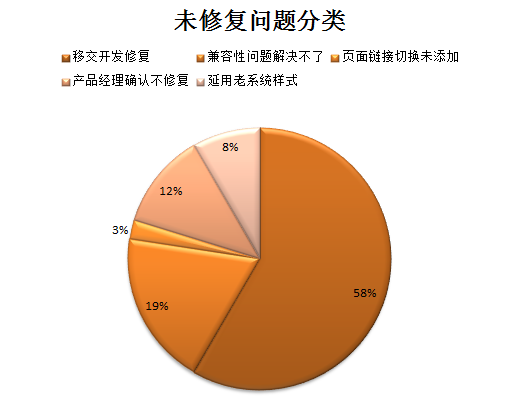 未修复问题分类
移交开发修复 兼容性问题解决不了 页面链接切换未添加
产品经理确认不修复 延用老系统样式
8%
12%
3%
58%
19%